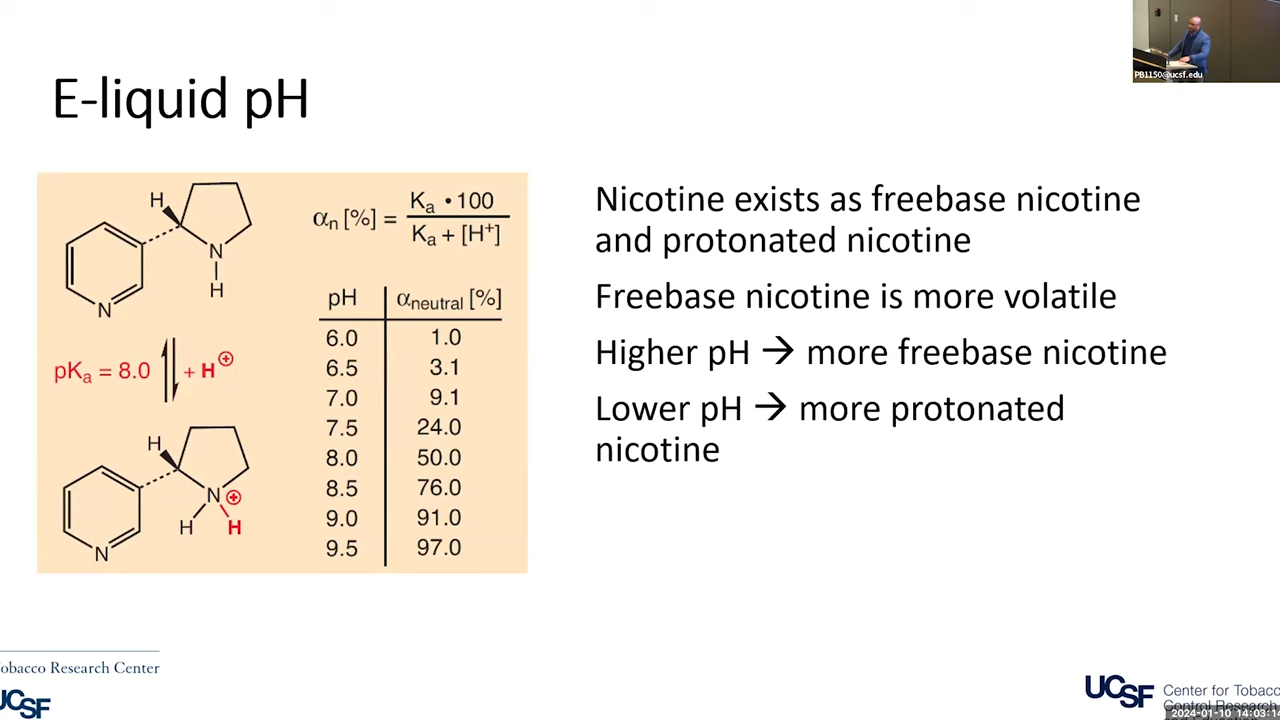 PB1150@ucsf.edu
E-liquid pH
H
N
H
N
pKa = 8.0
+ H⊕
H
N⊕
H
H
N
αn [%] = Ka • 100 / Ka + [H+]
pH αneutral [%]
6.0 1.0
6.5 3.1
7.0 9.1
7.5 24.0
8.0 50.0
8.5 76.0
9.0 91.0
9.5 97.0
Nicotine exists as freebase nicotine
and protonated nicotine
Freebase nicotine is more volatile
Higher pH → more freebase nicotine
Lower pH → more protonated
nicotine
obacco Research Center
UCSF
UCSF
Center for Tobacc
Control Research
2024-01-10 14:03:14